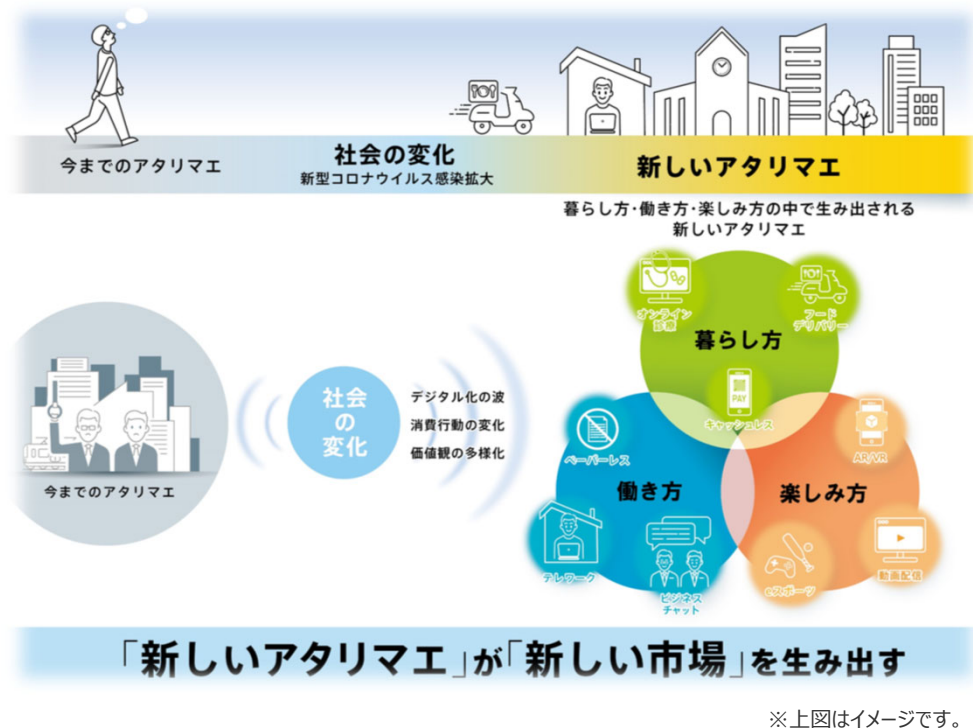 今までのアタリマエ
社会の変化
新型コロナウイルス感染拡大
新しいアタリマエ
暮らし方・働き方・楽しみ方の中で生み出される
新しいアタリマエ
オンライン
診療
フード
デリバリー
暮らし方
PAY
キャッシュレス
社会
の
変化
デジタル化の波
消費行動の変化
価値観の多様化
今までのアタリマエ
ペーパーレス
AR/VR
働き方
楽しみ方
テレワーク
ビジネス
チャット
eスポーツ
動画配信
「新しいアタリマエ」が「新しい市場」を生み出す
※上図はイメージです。